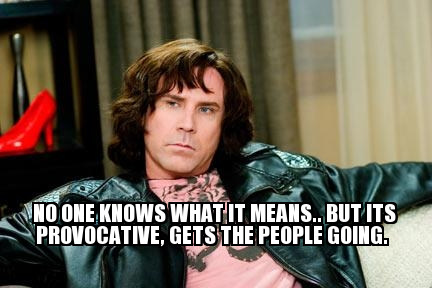 NO ONE KNOWS WHAT IT MEANS.. BUT ITS
PROVOCATIVE, GETS THE PEOPLE GOING.